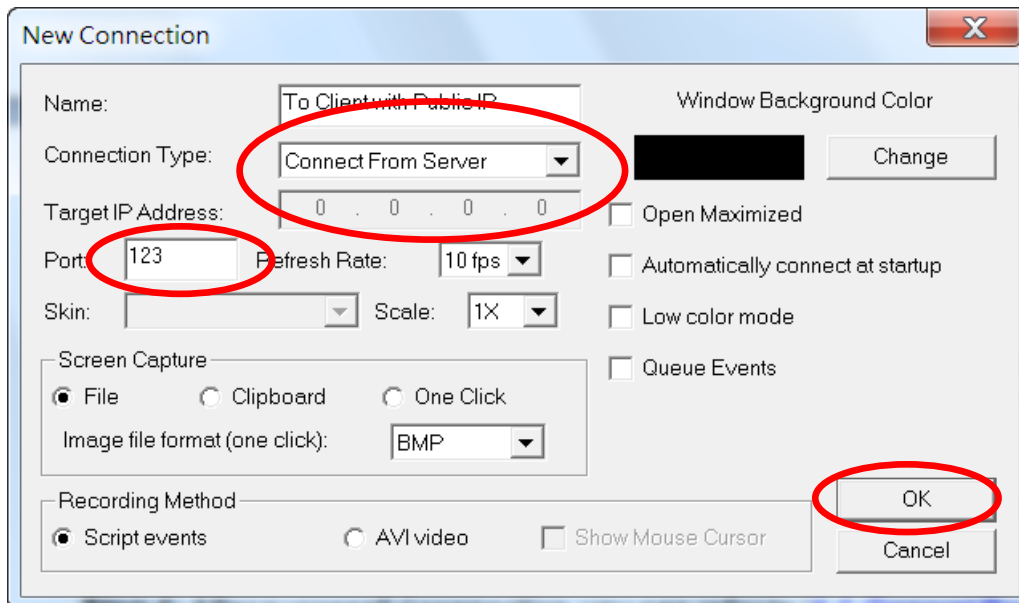 New Connection
X
Name: To Client with Public IP
Window Background Color
Connection Type: Connect From Server
Change
Target IP Address: 0 . 0 . 0 . 0
Open Maximized
Port: 123 Refresh Rate: 10 fps
Automatically connect at startup
Skin: Scale: 1X
Low color mode
Queue Events
Screen Capture
File Clipboard One Click
Image file format (one click): BMP
Recording Method
Script events AVI video Show Mouse Cursor
OK
Cancel